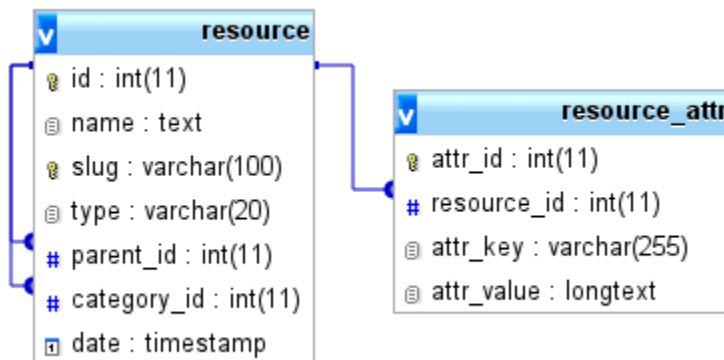 v resource
id : int(11)
name : text
slug : varchar(100)
type : varchar(20)
parent_id : int(11)
category_id : int(11)
date : timestamp
v resource_attr
attr_id : int(11)
# resource_id : int(11)
attr_key : varchar(255)
attr_value : longtext